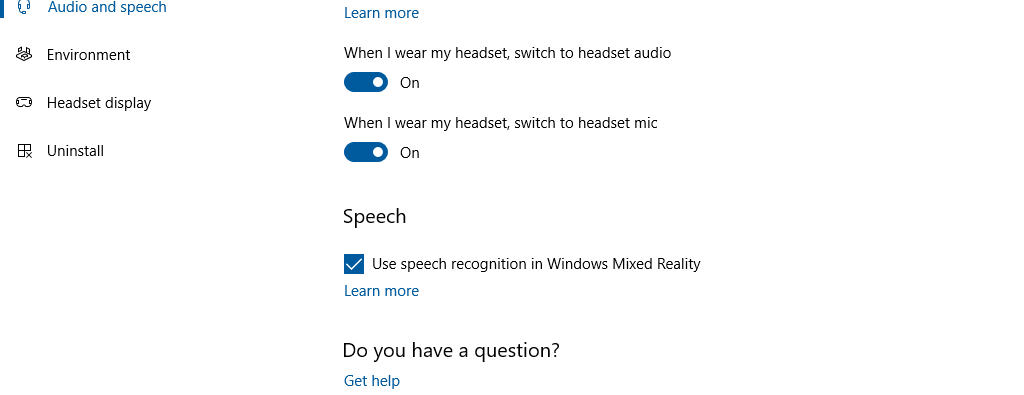 Audio and speech
Environment
Headset display
Uninstall
Learn more
When I wear my headset, switch to headset audio
On
When I wear my headset, switch to headset mic
On
Speech
Use speech recognition in Windows Mixed Reality
Learn more
Do you have a question?
Get help